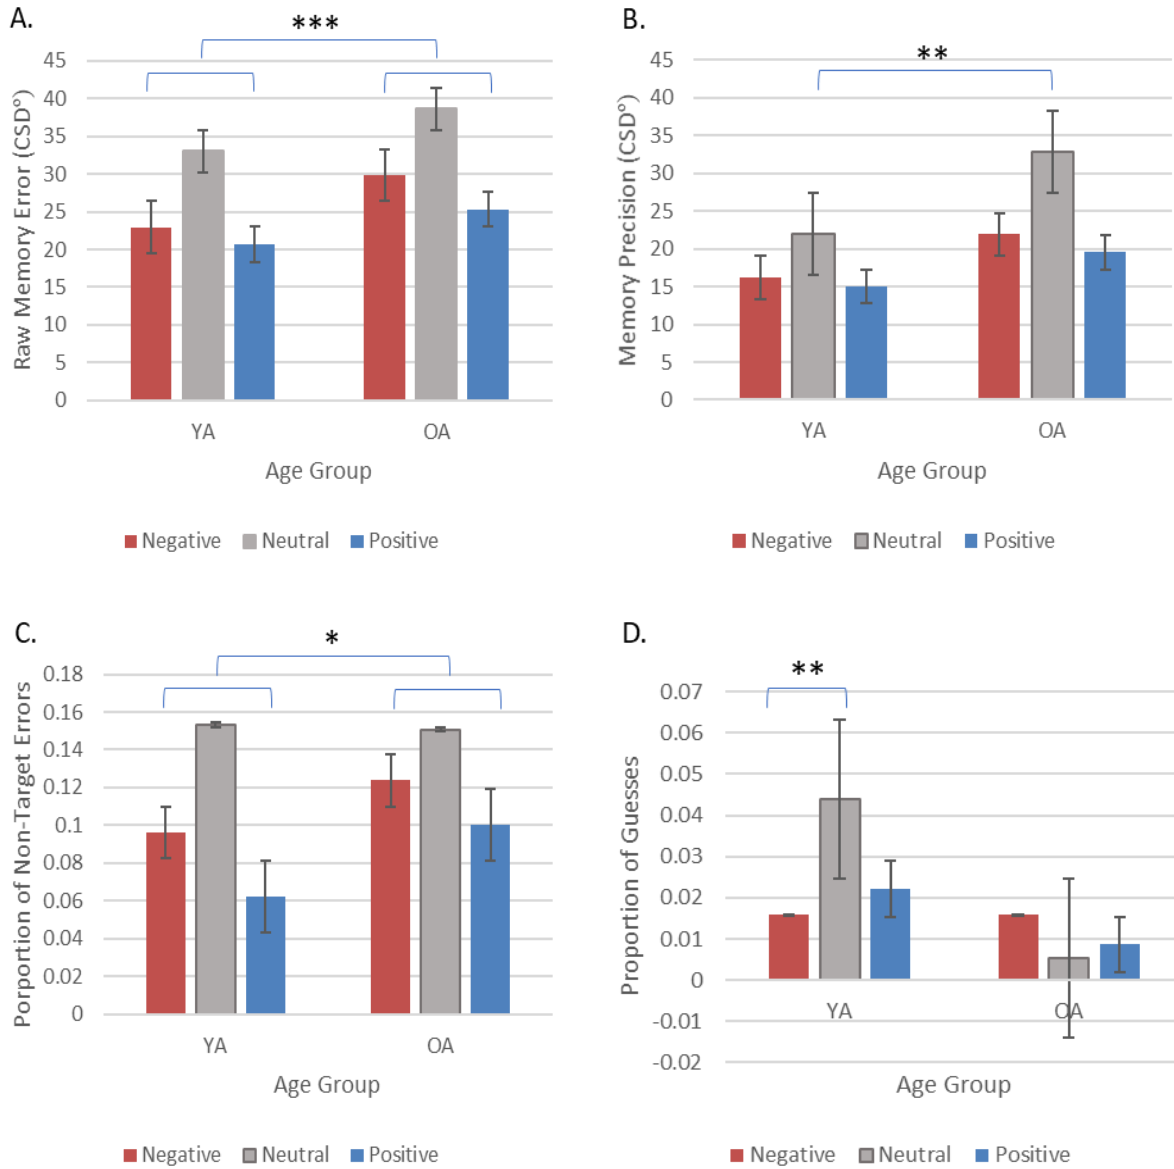 A.
***
Raw Memory Error (CSD°)
45
40
35
30
25
20
15
10
5
0
YA OA
Age Group
Negative Neutral Positive
B.
**
Memory Precision (CSD°)
45
40
35
30
25
20
15
10
5
0
YA OA
Age Group
Negative Neutral Positive
C.
*
Porportion of Non-Target Errors
0.18
0.16
0.14
0.12
0.1
0.08
0.06
0.04
0.02
0
YA OA
Age Group
Negative Neutral Positive
D.
**
Proportion of Guesses
0.07
0.06
0.05
0.04
0.03
0.02
0.01
0
-0.01
-0.02
YA OA
Age Group
Negative Neutral Positive